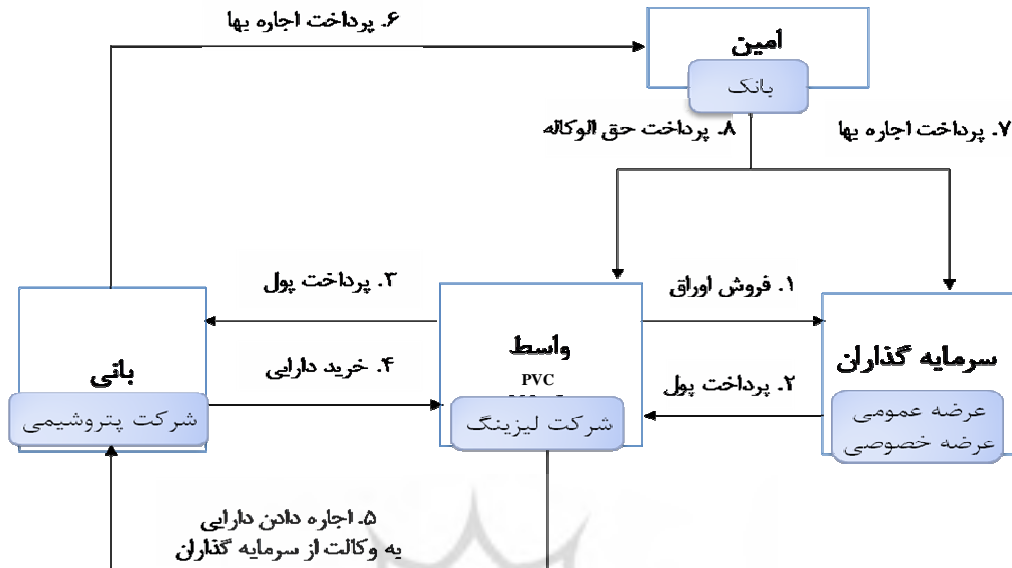 ۶. پرداخت اجاره بها
امین
بانک
۸. پرداخت حق الوکاله
۷. پرداخت اجاره بها
۳. پرداخت پول
۱. فروش اوراق
بانی
شرکت پتروشیمی
۴. خرید دارایی
واسط
PVC
شرکت لیزینگ
۲. پرداخت پول
سرمایه گذاران
عرضه عمومی
عرضه خصوصی
۵. اجاره دادن دارایی
به وکالت از سرمایه گذاران